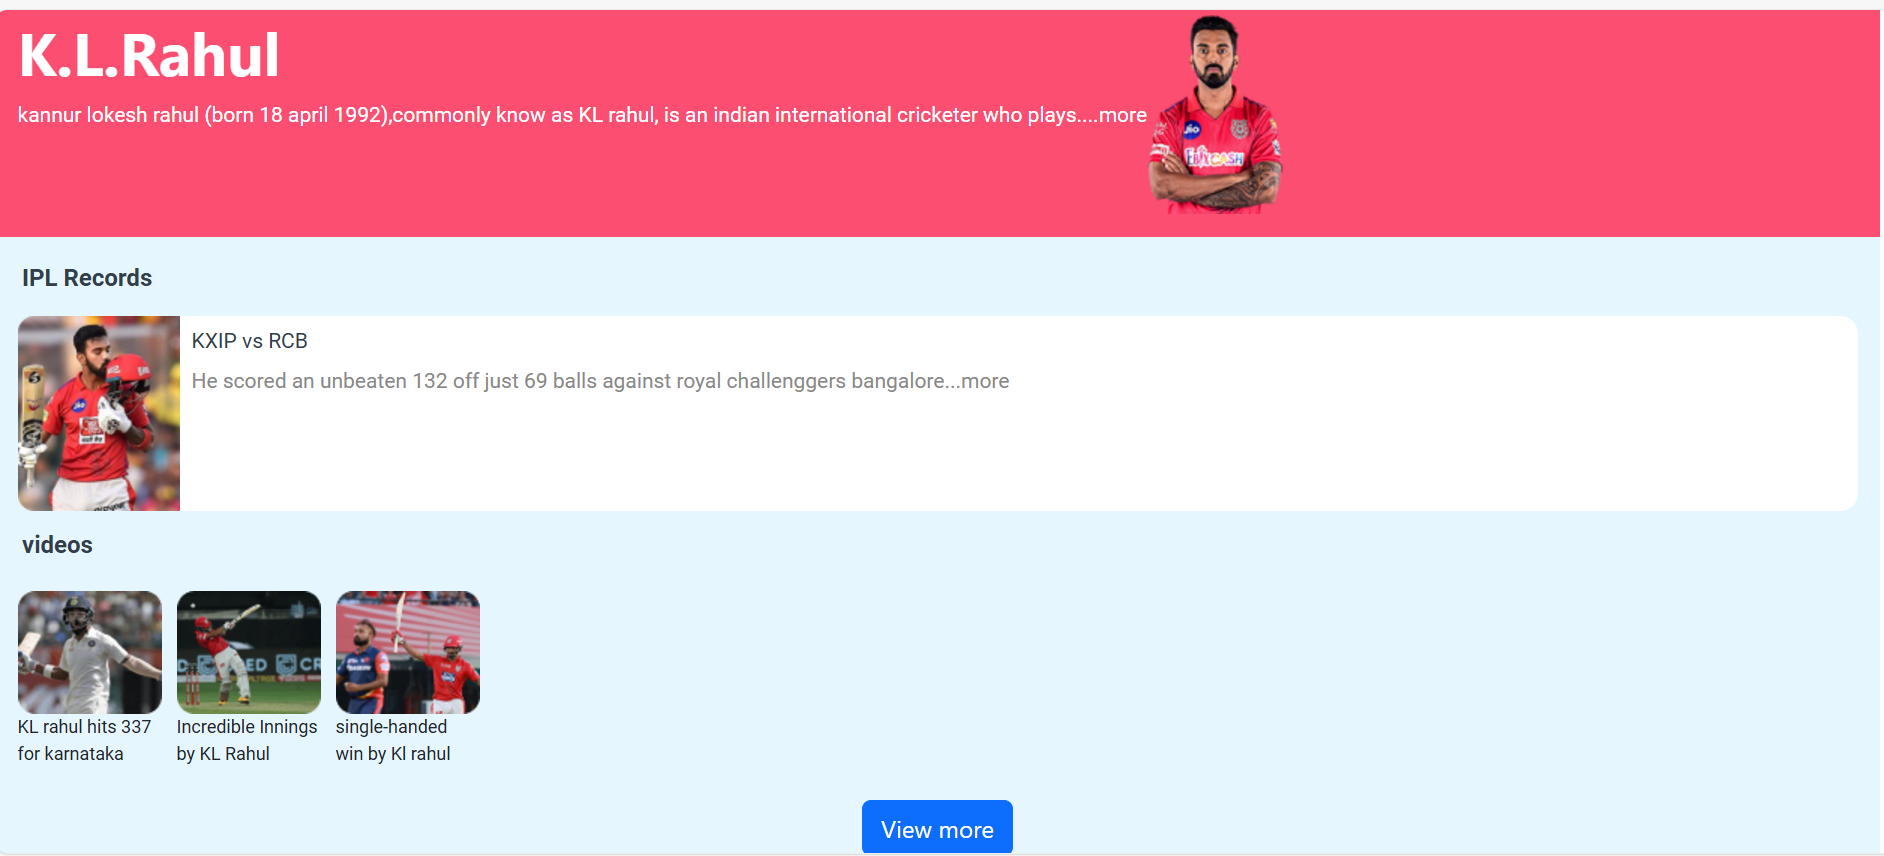 K.L.Rahul
kannur lokesh rahul (born 18 april 1992),commonly know as KL rahul, is an indian international cricketer who plays....more
Jio
EBIXCASH
IPL Records
KXIP vs RCB
He scored an unbeaten 132 off just 69 balls against royal challenggers bangalore...more
Jio
videos
KL rahul hits 337
for karnataka
Incredible Innings
by KL Rahul
single-handed
win by Kl rahul
View more